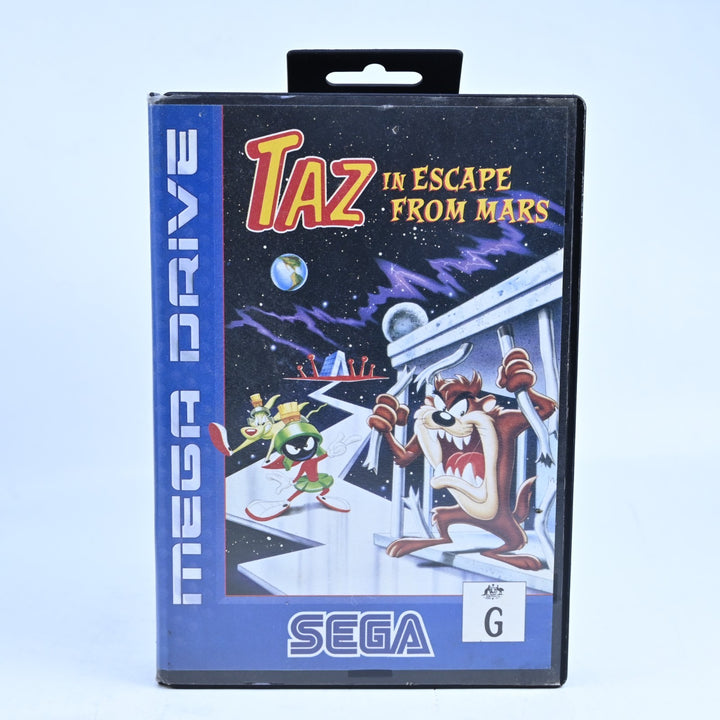 MEGA DRIVE
TAZ
IN ESCAPE
FROM MARS
SEGA
G